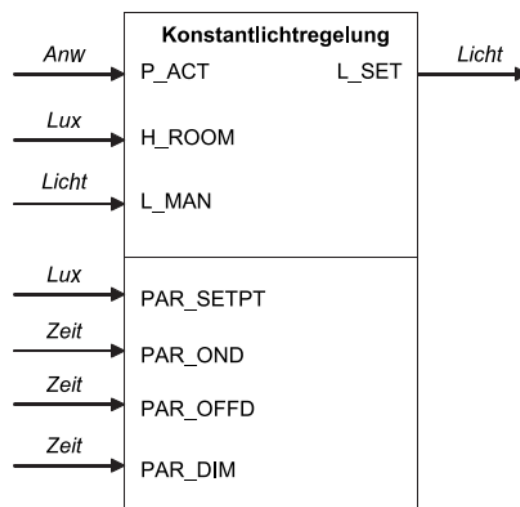 Konstantlichtregelung
Anw P_ACT L_SET Licht
Lux H_ROOM
Licht L_MAN
Lux PAR_SETPT
Zeit PAR_OND
Zeit PAR_OFFD
Zeit PAR_DIM